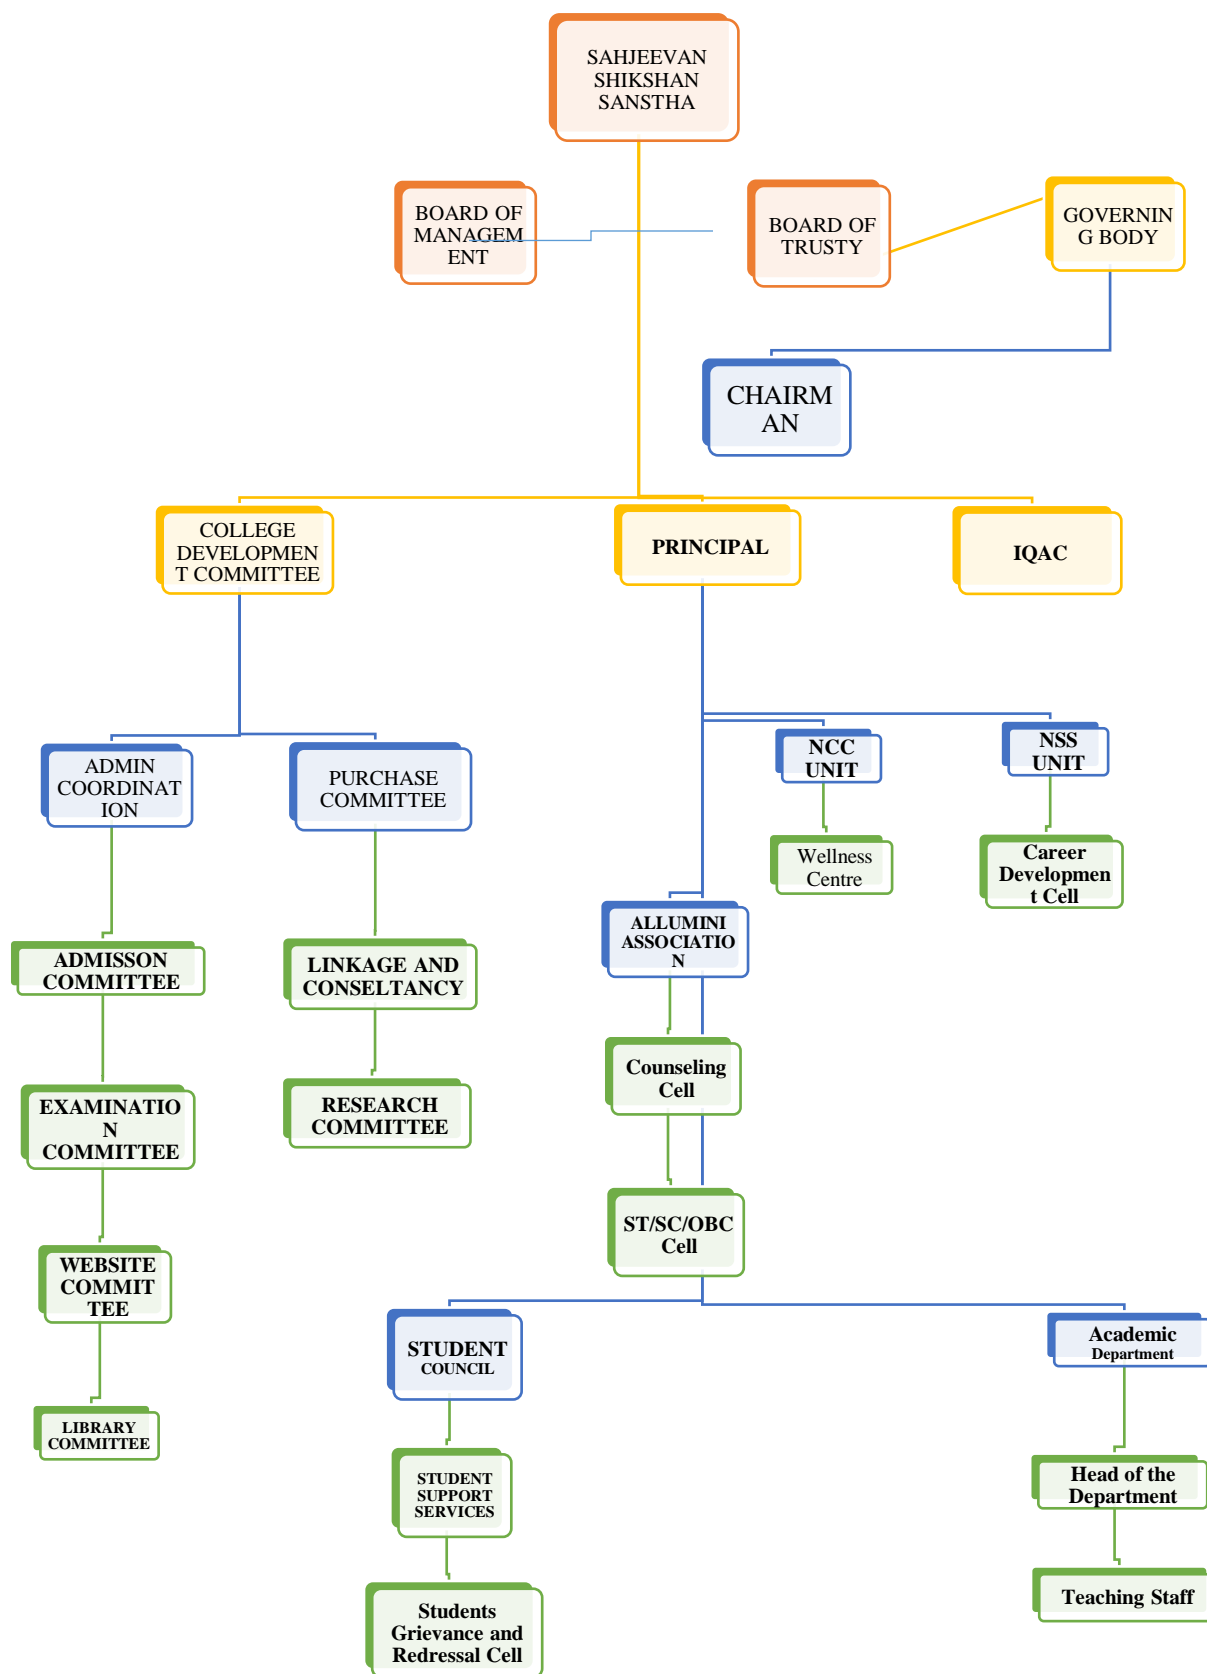 SAHJEEVAN
SHIKSHAN
SANSTHA
BOARD OF
MANAGEM
ENT
BOARD OF
TRUSTY
GOVERNIN
G BODY
CHAIRM
AN
COLLEGE
DEVELOPMEN
T COMMITTEE
PRINCIPAL
IQAC
ADMIN
COORDINAT
ION
PURCHASE
COMMITTEE
NCC
UNIT
NSS
UNIT
Wellness
Centre
Career
Developmen
t Cell
ALLUMINI
ASSOCIATIO
N
ADMISSON
COMMITTEE
LINKAGE AND
CONSELTANCY
Counseling
Cell
EXAMINATIO
N
COMMITTEE
RESEARCH
COMMITTEE
ST/SC/OBC
Cell
WEBSITE
COMMIT
TEE
STUDENT
COUNCIL
Academic
Department
LIBRARY
COMMITTEE
STUDENT
SUPPORT
SERVICES
Head of the
Department
Students
Grievance and
Redressal Cell
Teaching Staff